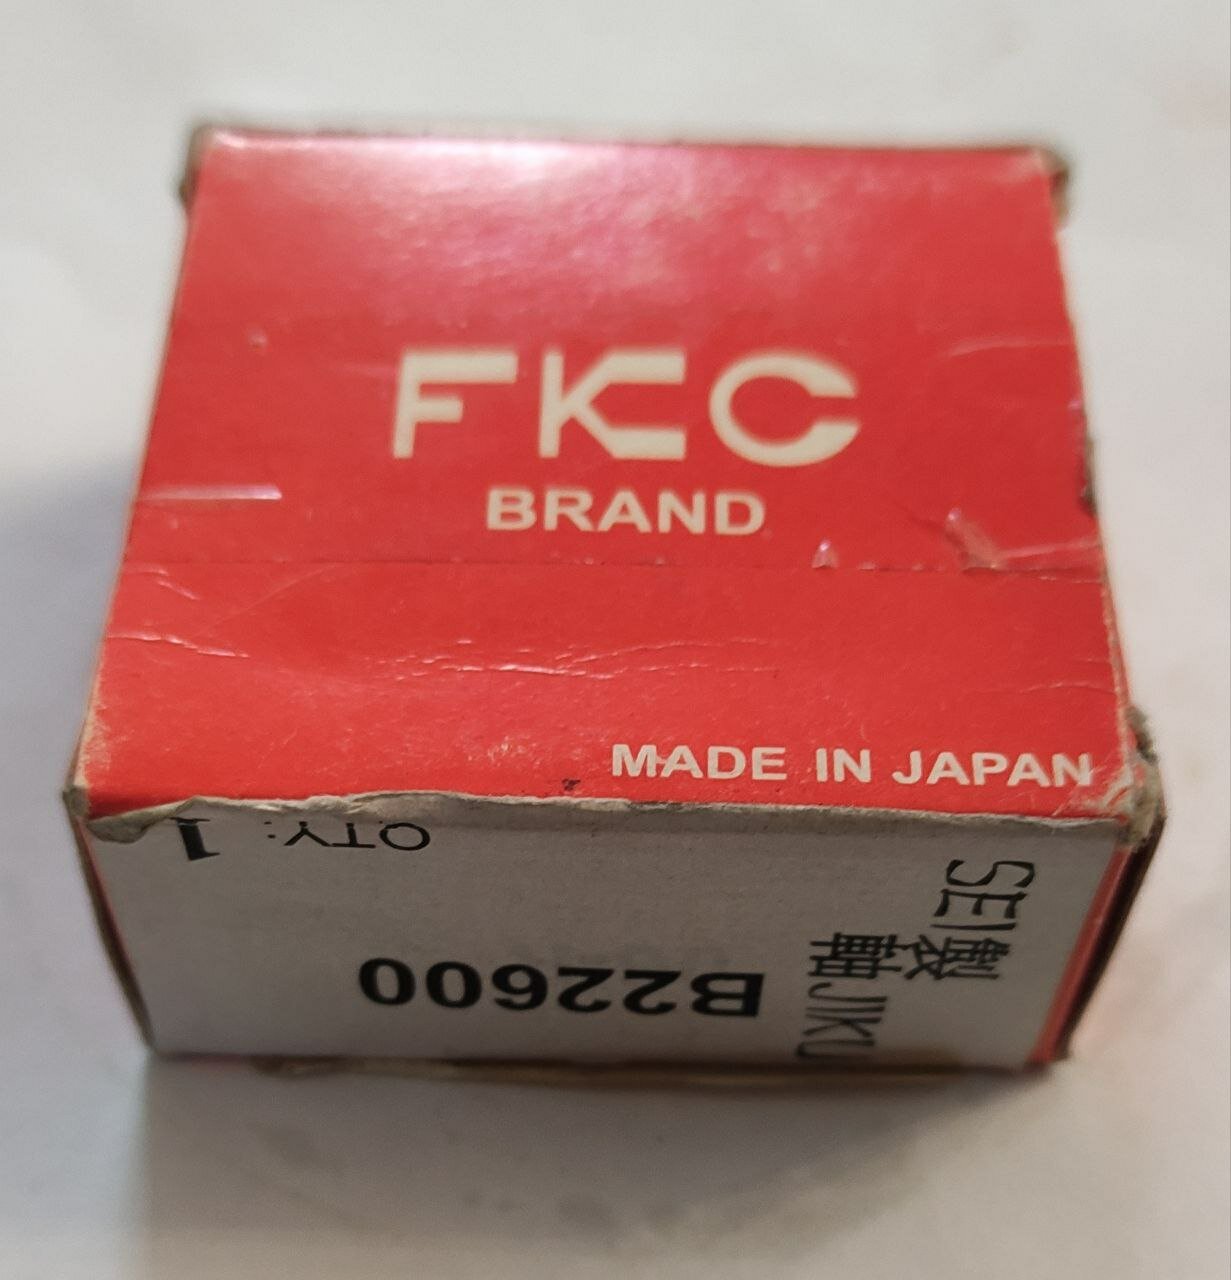 FKC
BRAND
MADE IN JAPAN
QTY: 1
B22600
SEI製
軸JIKU